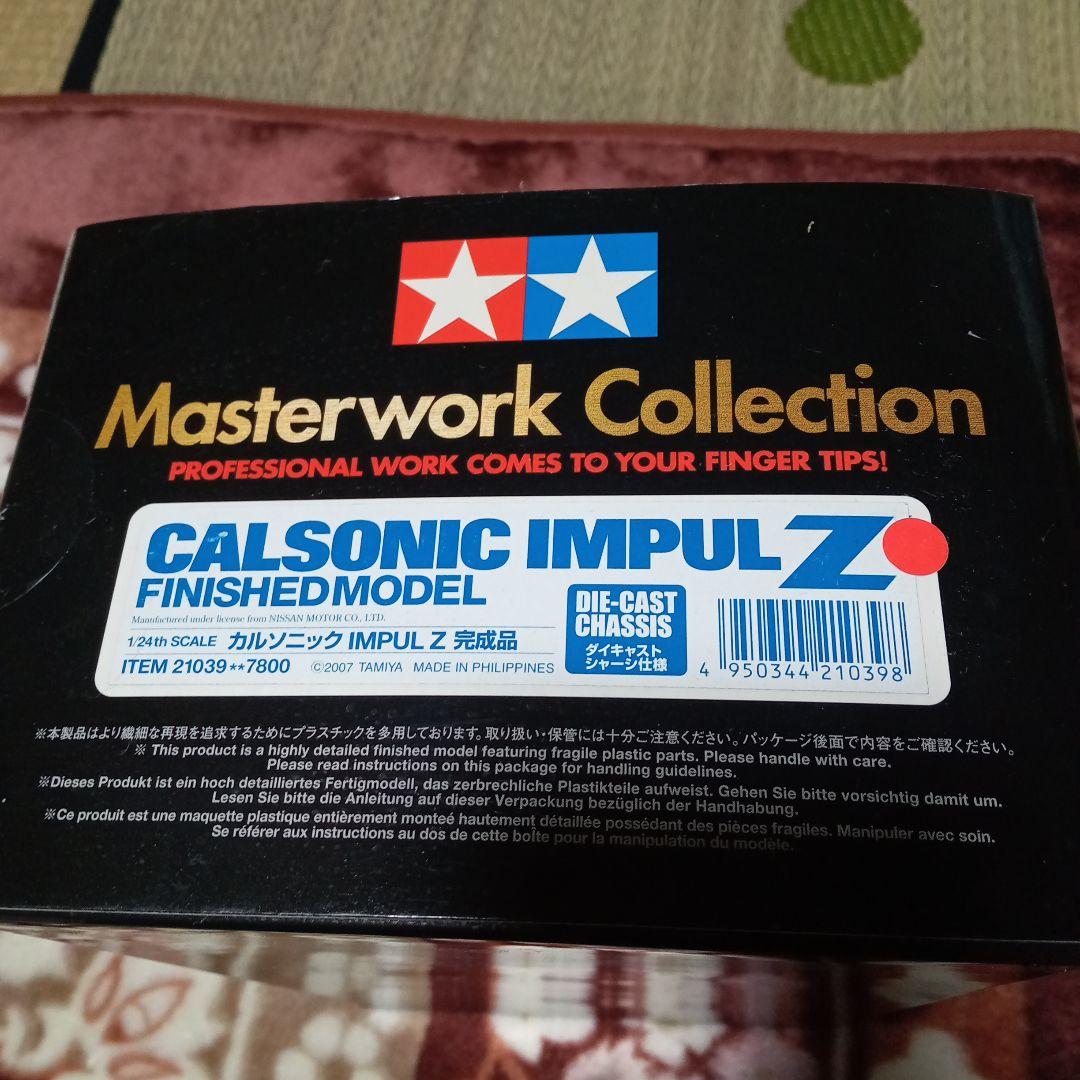 Masterwork Collection
PROFESSIONAL WORK COMES TO YOUR FINGER TIPS!
CALSONIC IMPUL Z
FINISHED MODEL
Manufactured under license from NISSAN MOTOR CO., LTD.
1/24th SCALE カルソニック IMPUL Z 完成品
ITEM 21039**7800 ©2007 TAMIYA MADE IN PHILIPPINES
DIE-CAST
CHASSIS
ダイキャスト
シャーシ仕様
4 950344 210398
※本製品はより繊細な再現を追求するためにプラスチックを多用しております。取り扱い・保管には十分ご注意ください。パッケージ後面で内容をご確認ください。
※ This product is a highly detailed finished model featuring fragile plastic parts. Please handle with care.
Please read instructions on this package for handling guidelines.
※Dieses Produkt ist ein hoch detailliertes Fertigmodell, das zerbrechliche Plastikteile aufweist. Gehen Sie bitte vorsichtig damit um.
Lesen Sie bitte die Anleitung auf dieser Verpackung bezüglich der Handhabung.
※Ce produit est une maquette plastique entièrement monteé hautement détaillée possédant des pièces fragiles. Manipuler avec soin.
Se référer aux instructions au dos de cette boîte pour la manipulation du modèle.